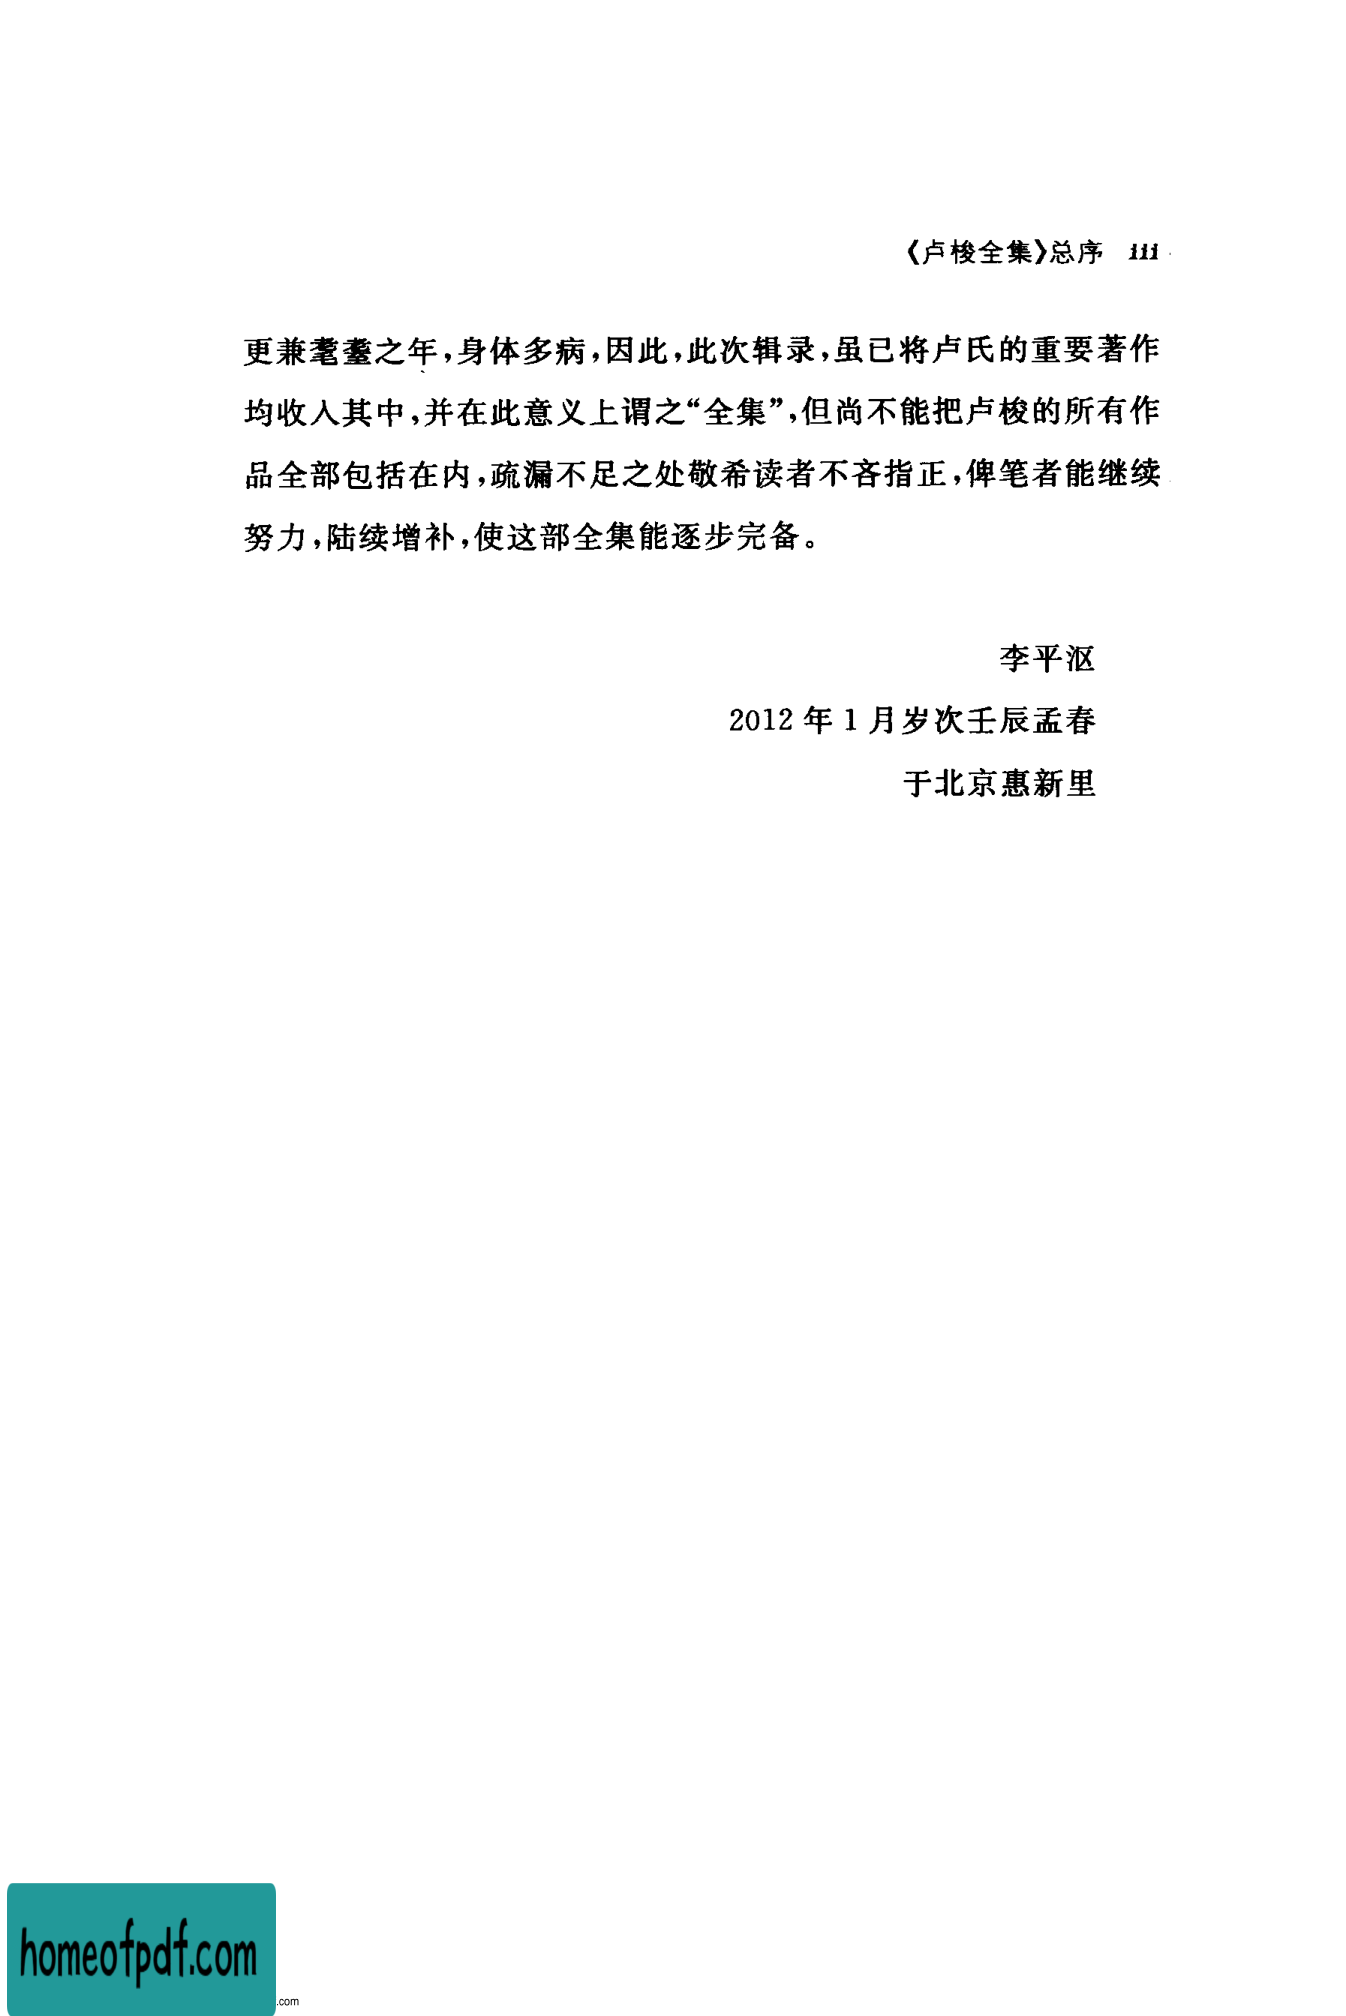 《卢梭全集》总序 iii
更兼耄耋之年,身体多病,因此,此次辑录,虽已将卢氏的重要著作
均收入其中,并在此意义上谓之“全集”,但尚不能把卢梭的所有作
品全部包括在内,疏漏不足之处敬希读者不吝指正,俾笔者能继续
努力,陆续增补,使这部全集能逐步完备。
李平沤
2012 年 1 月岁次壬辰孟春
于北京惠新里
homeofpdf.com
.com